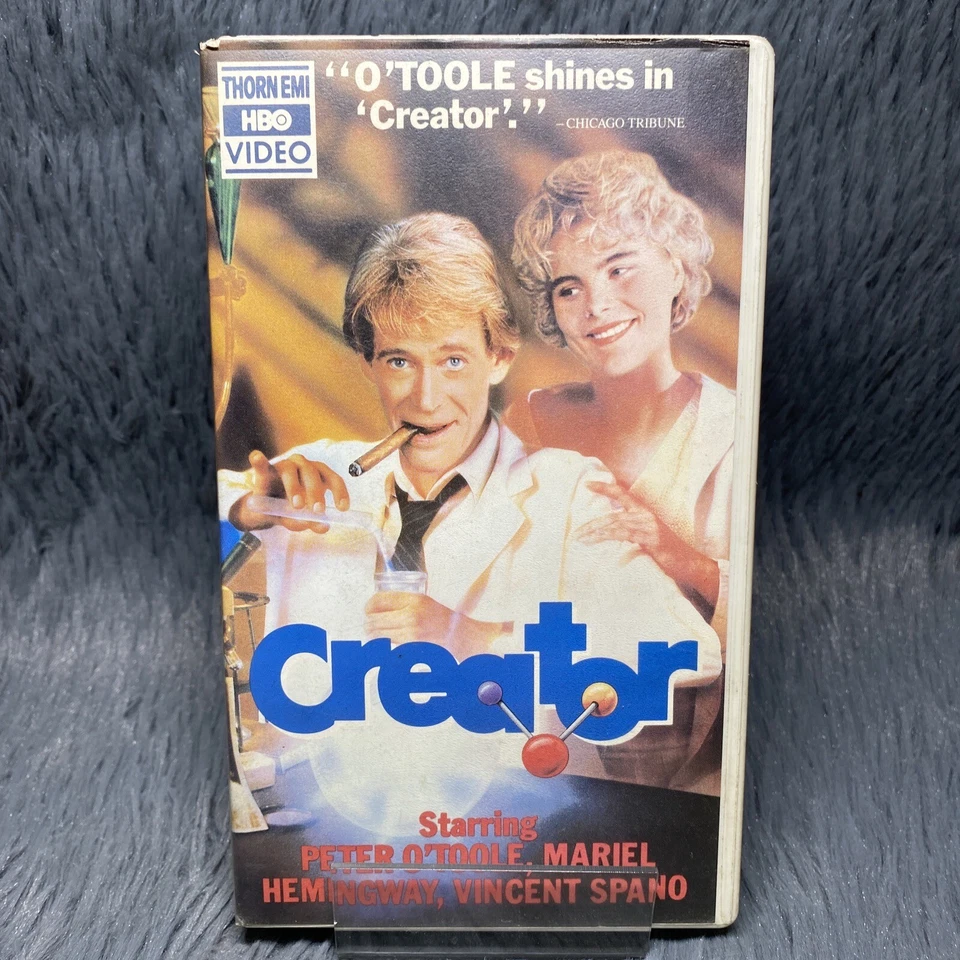 THORN EMI
HBO
VIDEO
“O’TOOLE shines in
‘Creator’.” – CHICAGO TRIBUNE
Creator
Starring
PETER O’TOOLE, MARIEL
HEMINGWAY, VINCENT SPANO